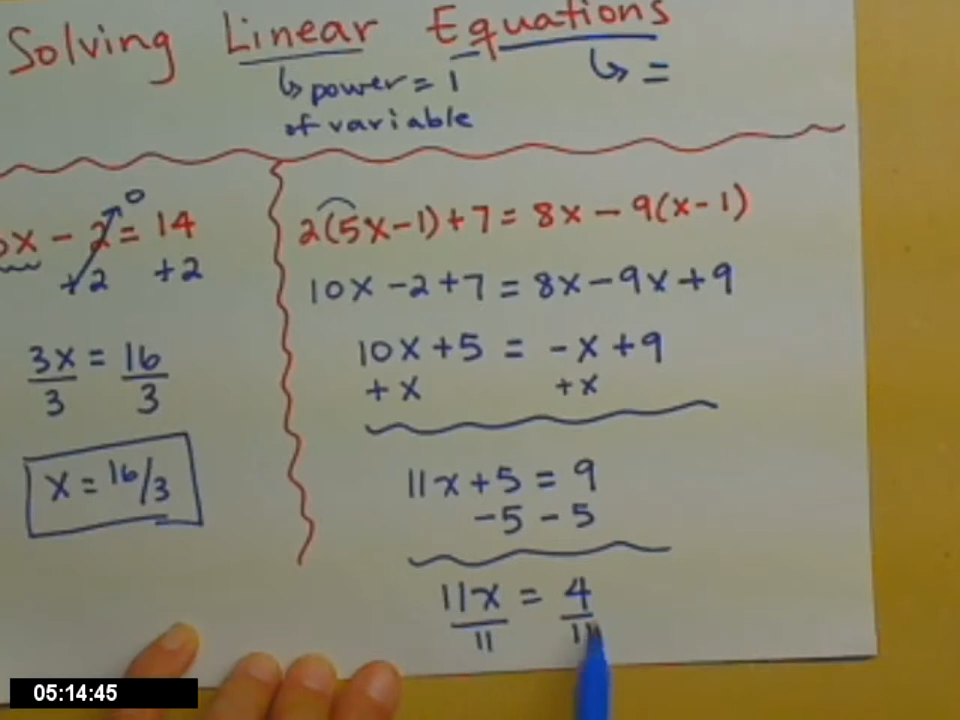 Solving Linear Equations
↳ power = 1
of variable
↳ =
x - 2 = 14
0
+2 +2
3x = 16
3 3
x = 16/3
2(5x-1)+7 = 8x - 9(x-1)
10x - 2 + 7 = 8x - 9x + 9
10x + 5 = -x + 9
+x +x
11x + 5 = 9
-5 -5
11x = 4
11 11
05:14:45